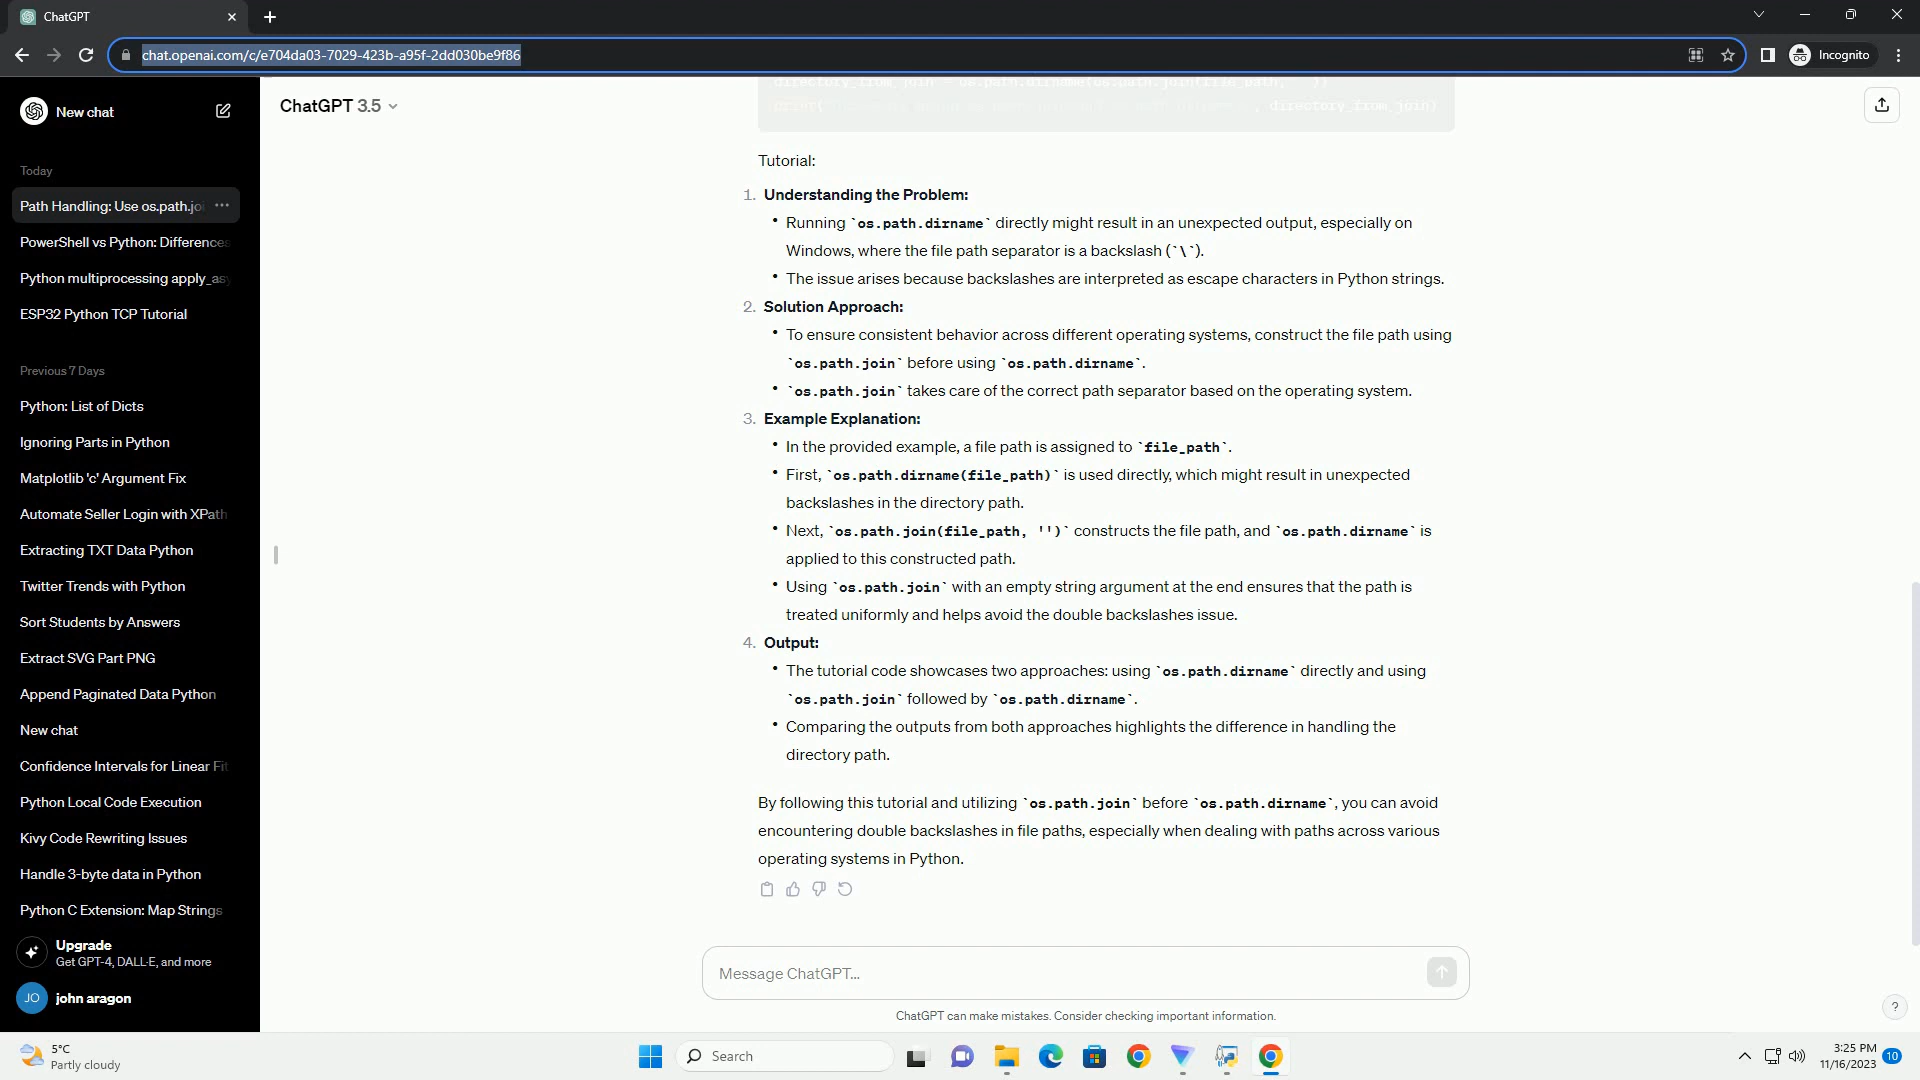 ChatGPT
chat.openai.com/c/e704da03-7029-423b-a95f-2dd030be9f86
Incognito
New chat
ChatGPT 3.5
directory_from_join = os.path.dirname(os.path.join(file_path, ''))
print(
, directory_from_join)
Today
Path Handling: Use os.path.joi
PowerShell vs Python: Differences
Python multiprocessing apply_asy
ESP32 Python TCP Tutorial
Previous 7 Days
Python: List of Dicts
Ignoring Parts in Python
Matplotlib 'c' Argument Fix
Automate Seller Login with XPath
Extracting TXT Data Python
Twitter Trends with Python
Sort Students by Answers
Extract SVG Part PNG
Append Paginated Data Python
New chat
Confidence Intervals for Linear Fit
Python Local Code Execution
Kivy Code Rewriting Issues
Handle 3-byte data in Python
Python C Extension: Map Strings
Upgrade
Get GPT-4, DALL·E, and more
JO
john aragon
Tutorial:
1. Understanding the Problem:
• Running `os.path.dirname` directly might result in an unexpected output, especially on
Windows, where the file path separator is a backslash (`\`).
• The issue arises because backslashes are interpreted as escape characters in Python strings.
2. Solution Approach:
• To ensure consistent behavior across different operating systems, construct the file path using
`os.path.join` before using `os.path.dirname`.
• `os.path.join` takes care of the correct path separator based on the operating system.
3. Example Explanation:
• In the provided example, a file path is assigned to `file_path`.
• First, `os.path.dirname(file_path)` is used directly, which might result in unexpected
backslashes in the directory path.
• Next, `os.path.join(file_path, '')` constructs the file path, and `os.path.dirname` is
applied to this constructed path.
• Using `os.path.join` with an empty string argument at the end ensures that the path is
treated uniformly and helps avoid the double backslashes issue.
4. Output:
• The tutorial code showcases two approaches: using `os.path.dirname` directly and using
`os.path.join` followed by `os.path.dirname`.
• Comparing the outputs from both approaches highlights the difference in handling the
directory path.
By following this tutorial and utilizing `os.path.join` before `os.path.dirname`, you can avoid
encountering double backslashes in file paths, especially when dealing with paths across various
operating systems in Python.
Message ChatGPT...
ChatGPT can make mistakes. Consider checking important information.
?
5°C
Partly cloudy
Search
3:25 PM
11/16/2023
10